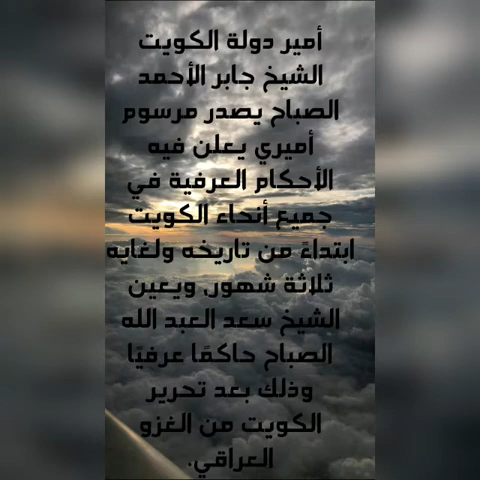 أمير دولة الكويت
الشيخ جابر الأحمد
الصباح يصدر مرسوم
أميري يعلن فيه
الأحكام العرفية في
جميع أنحاء الكويت
ابتداءً من تاريخه ولغايه
ثلاثة شهور، ويعين
الشيخ سعد العبد الله
الصباح حاكمًا عرفيًا
وذلك بعد تحرير
الكويت من الغزو
العراقي.